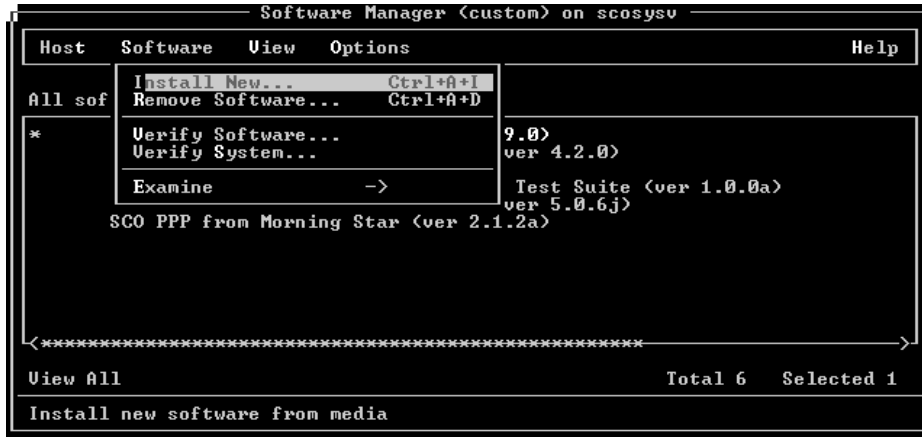 Software Manager (custom) on scosysv
Host Software View Options Help
Install New... Ctrl+A+I
All sof Remove Software... Ctrl+A+D
* Verify Software... 9.0)
Verify System... ver 4.2.0)
Examine -> Test Suite (ver 1.0.0a)
ver 5.0.6j)
SCO PPP from Morning Star (ver 2.1.2a)
<****************************************************>
View All Total 6 Selected 1
Install new software from media